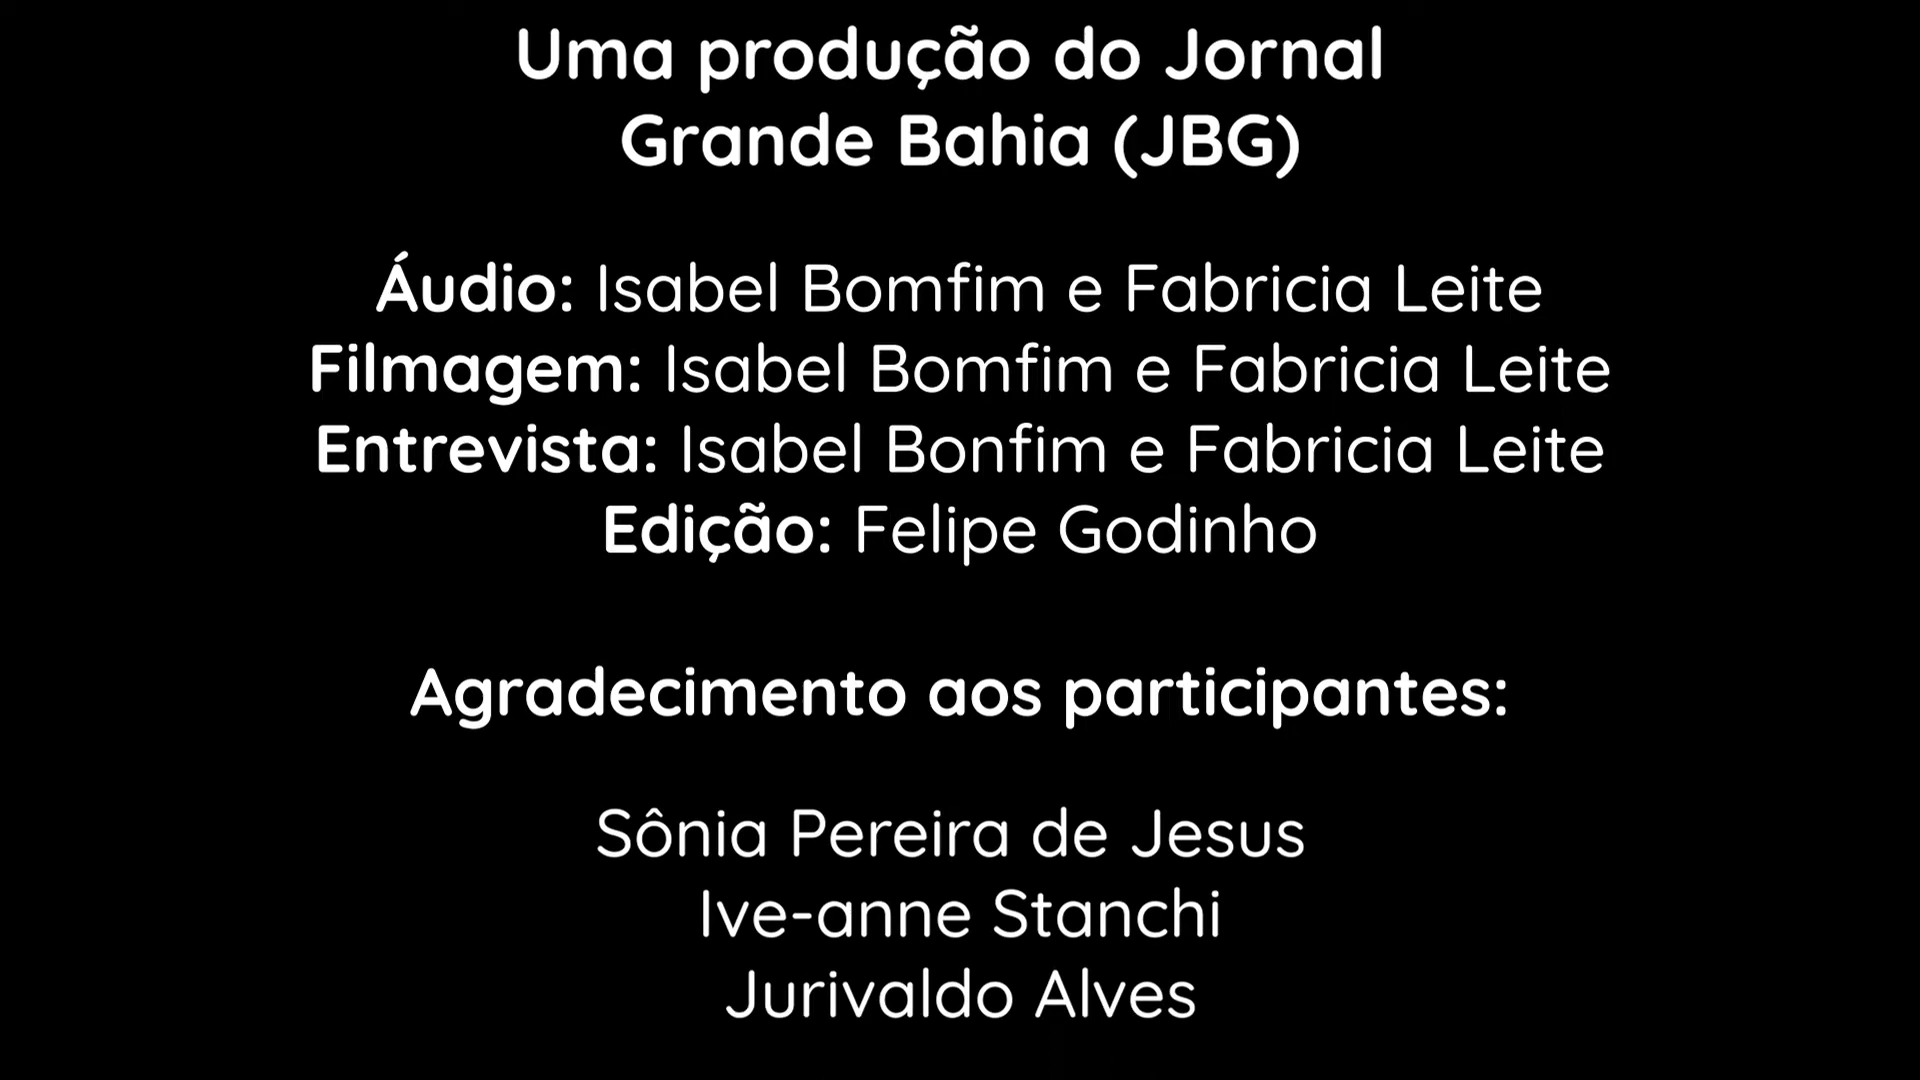 Uma produção do Jornal
Grande Bahia (JBG)
Áudio: Isabel Bomfim e Fabricia Leite
Filmagem: Isabel Bomfim e Fabricia Leite
Entrevista: Isabel Bonfim e Fabricia Leite
Edição: Felipe Godinho
Agradecimento aos participantes:
Sônia Pereira de Jesus
Ive-anne Stanchi
Jurivaldo Alves